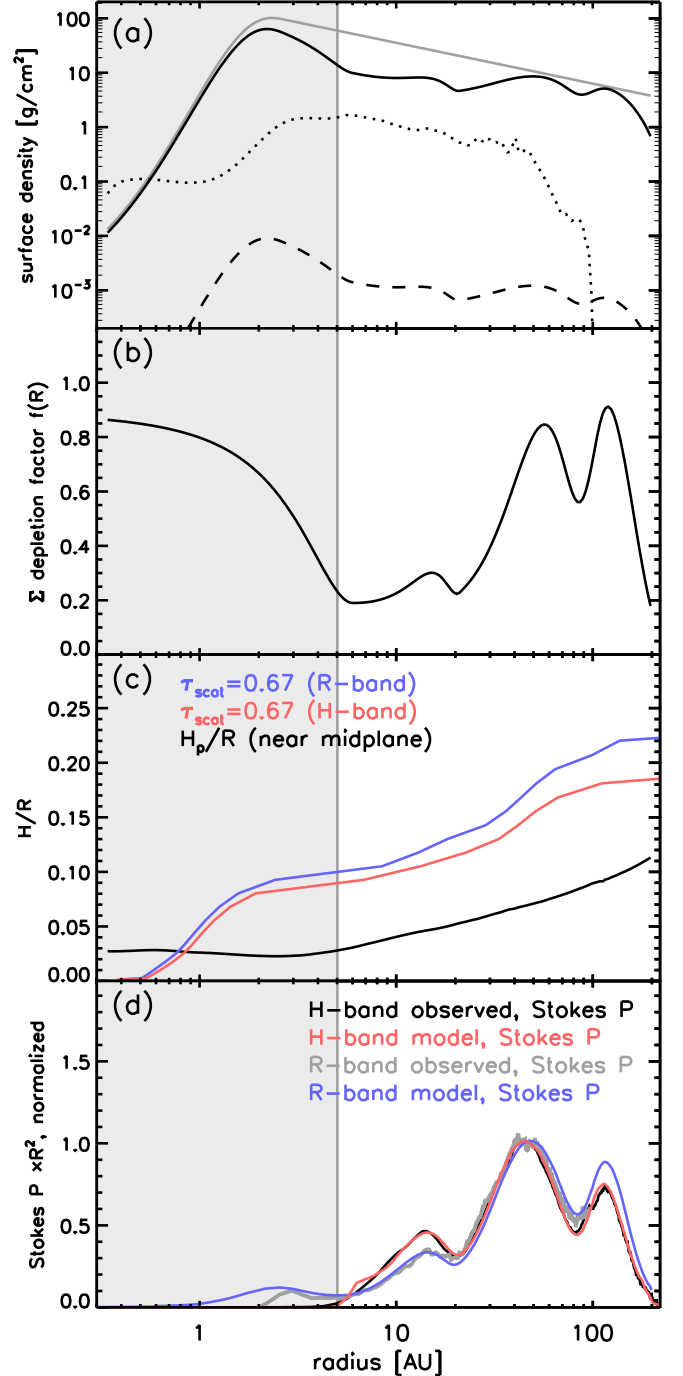 (a)
surface density [g/cm²]
100
10
1
0.1
10⁻²
10⁻³
(b)
Σ depletion factor f(R)
1.0
0.8
0.6
0.4
0.2
0.0
(c)
τscat=0.67 (R-band)
τscat=0.67 (H-band)
Hp/R (near midplane)
H/R
0.25
0.20
0.15
0.10
0.05
0.00
(d)
H-band observed, Stokes P
H-band model, Stokes P
R-band observed, Stokes P
R-band model, Stokes P
Stokes P ×R², normalized
1.5
1.0
0.5
0.0
1 10 100
radius [AU]